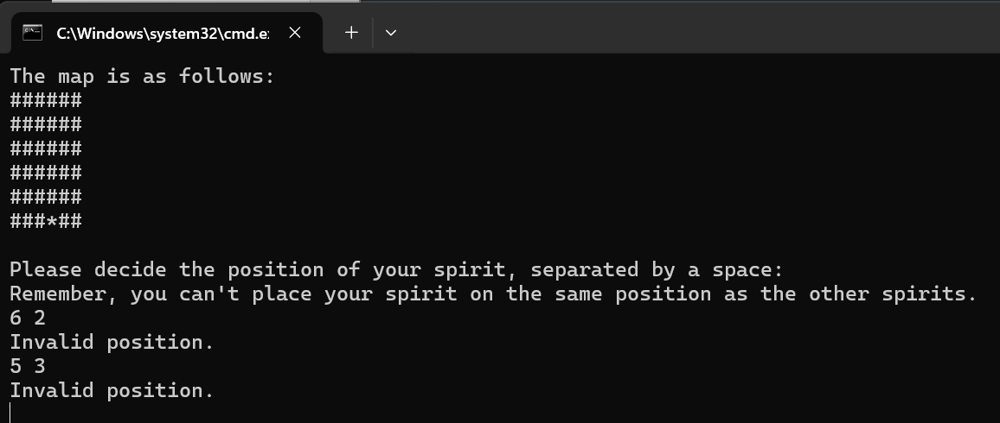 C:\Windows\system32\cmd.e
The map is as follows:
######
######
######
######
######
###*##
Please decide the position of your spirit, separated by a space:
Remember, you can't place your spirit on the same position as the other spirits.
6 2
Invalid position.
5 3
Invalid position.